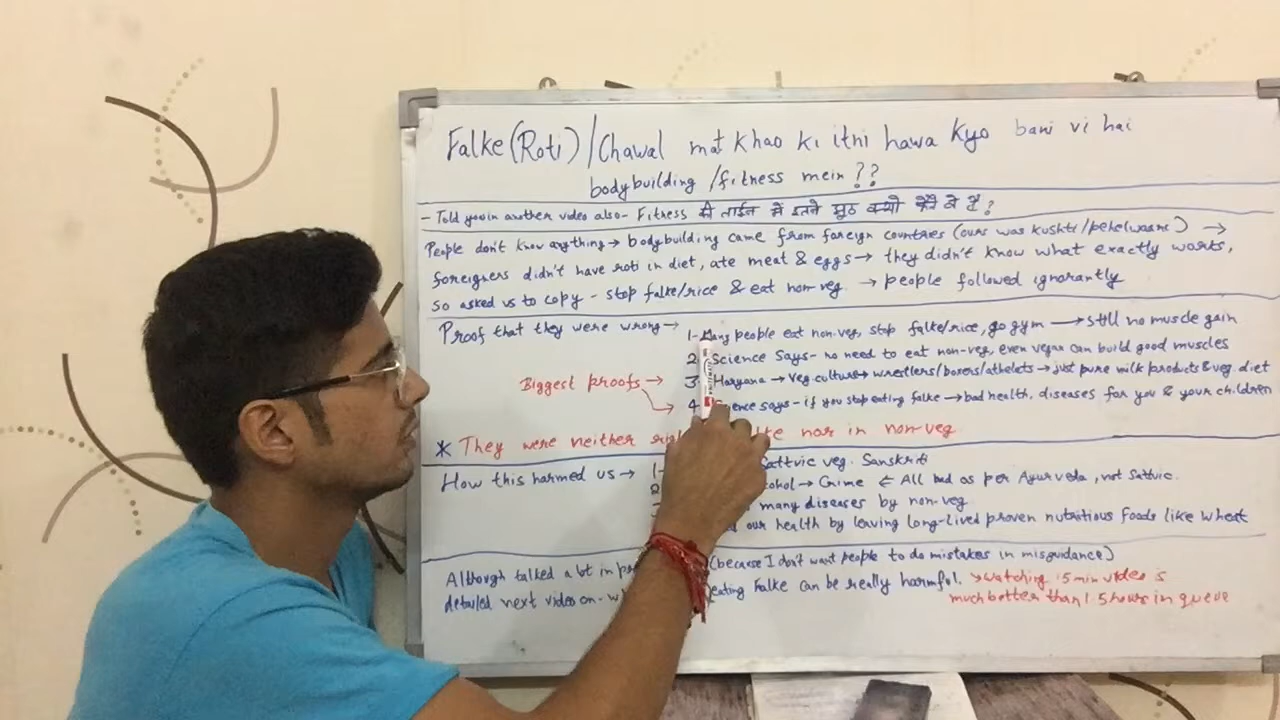 Falke (Roti) / Chawal mat khao ki itni hawa kyo bani vi hai
bodybuilding / fitness mein ??
- Told you in another video also - Fitness की लाईन में इतने झूठ क्यों फैले वे हैं ?
People don't know anything → bodybuilding came from foreign countries (ours was kushti/pehelwaani) →
foreigners didn't have roti in diet, ate meat & eggs → they didn't know what exactly works,
so asked us to copy - stop falke/rice & eat non-veg. → people followed ignorantly
Proof that they were wrong →
1- Many people eat non-veg, stop falke/rice, go gym → still no muscle gain
2 Science says - no need to eat non-veg, even vegan can build good muscles
Biggest proofs →
3 Haryana → veg culture → wrestlers/boxers/athelets → just pure milk products & veg diet
4 Science says - if you stop eating falke → bad health, diseases for you & your children
* They were neither nor in non-veg
How this harmed us → 1- Sattvic veg. Sanskriti
2 → Crime ⇐ All bad as per Ayurveda, not Sattvic.
many diseases by non-veg
our health by leaving long-lived proven nutritious foods like wheat
Although talked a lot in (because I don't want people to do mistakes in misguidance)
detailed next video on - eating falke can be really harmful. → watching 15 min video is
much better than 1.5 hours in queue